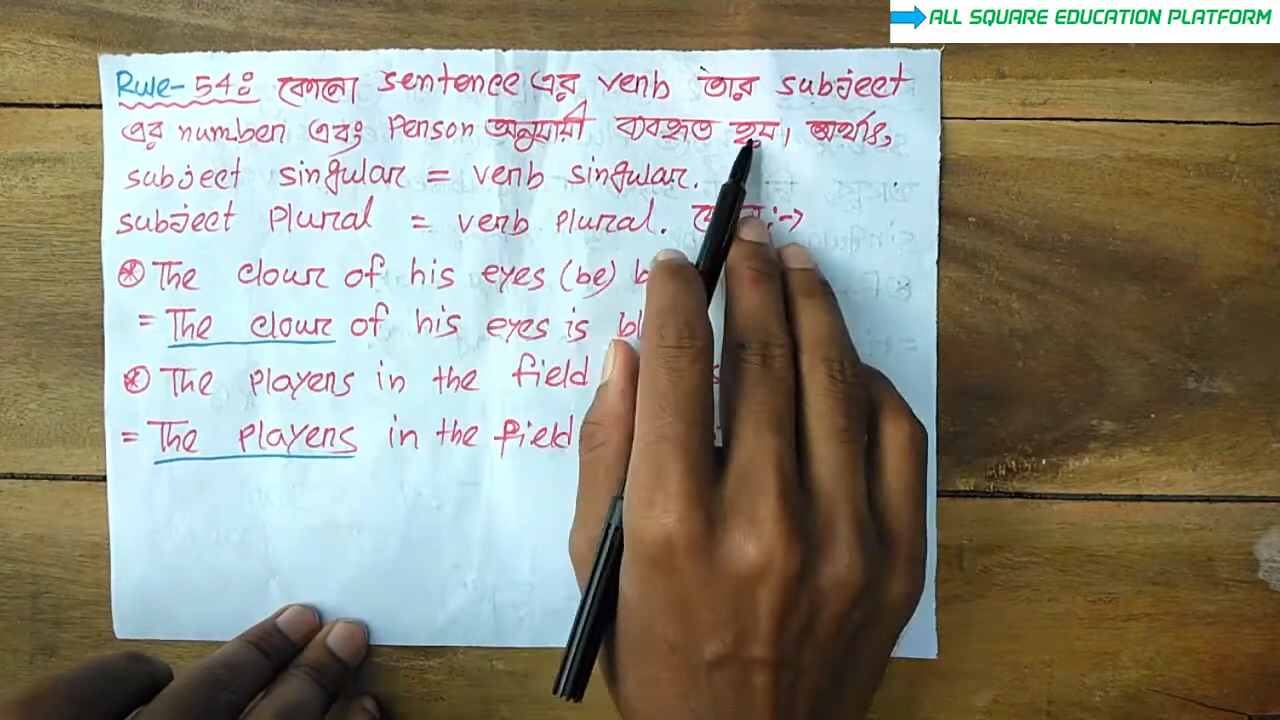 ALL SQUARE EDUCATION PLATFORM
Rule- 54: কোনো sentence এর verb তার subject
এর number এবং Person অনুযায়ী ব্যবহৃত হয়। অর্থাৎ,
subject singular = verb singular.
subject Plural = verb Plural.
The clour of his eyes (be)
= The clour of his eyes is
The players in the field
= The players in the field